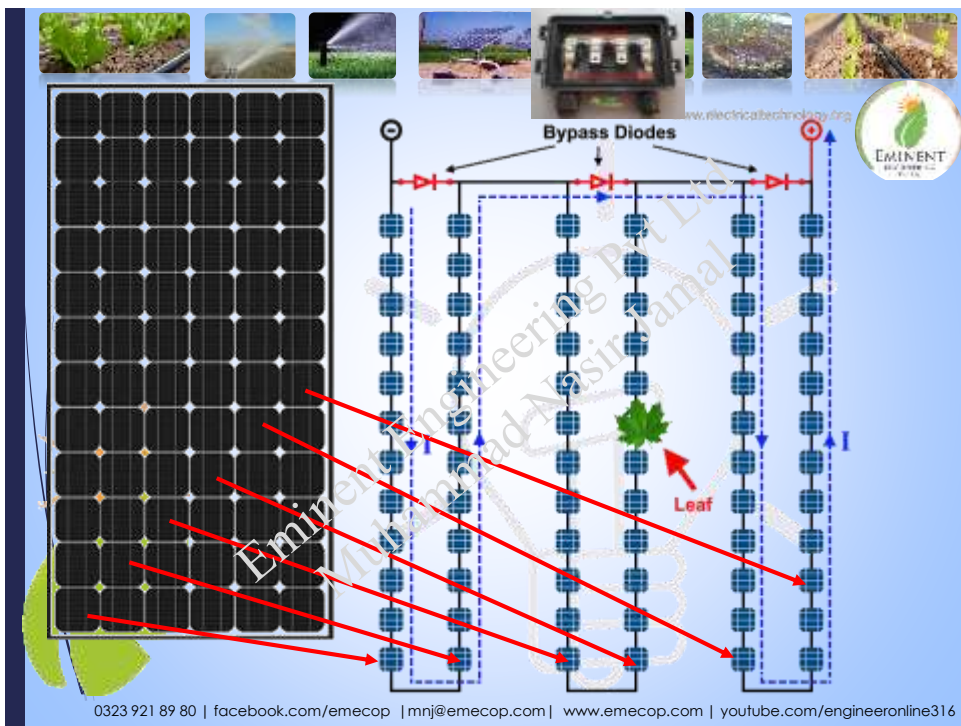 www.electricaltechnology.org
Bypass Diodes
EMINENT
I
I
Leaf
Eminent Engineering Pvt Ltd
Muhammad Nasir Jamal
0323 921 89 80 | facebook.com/emecop | mnj@emecop.com | www.emecop.com | youtube.com/engineeronline316